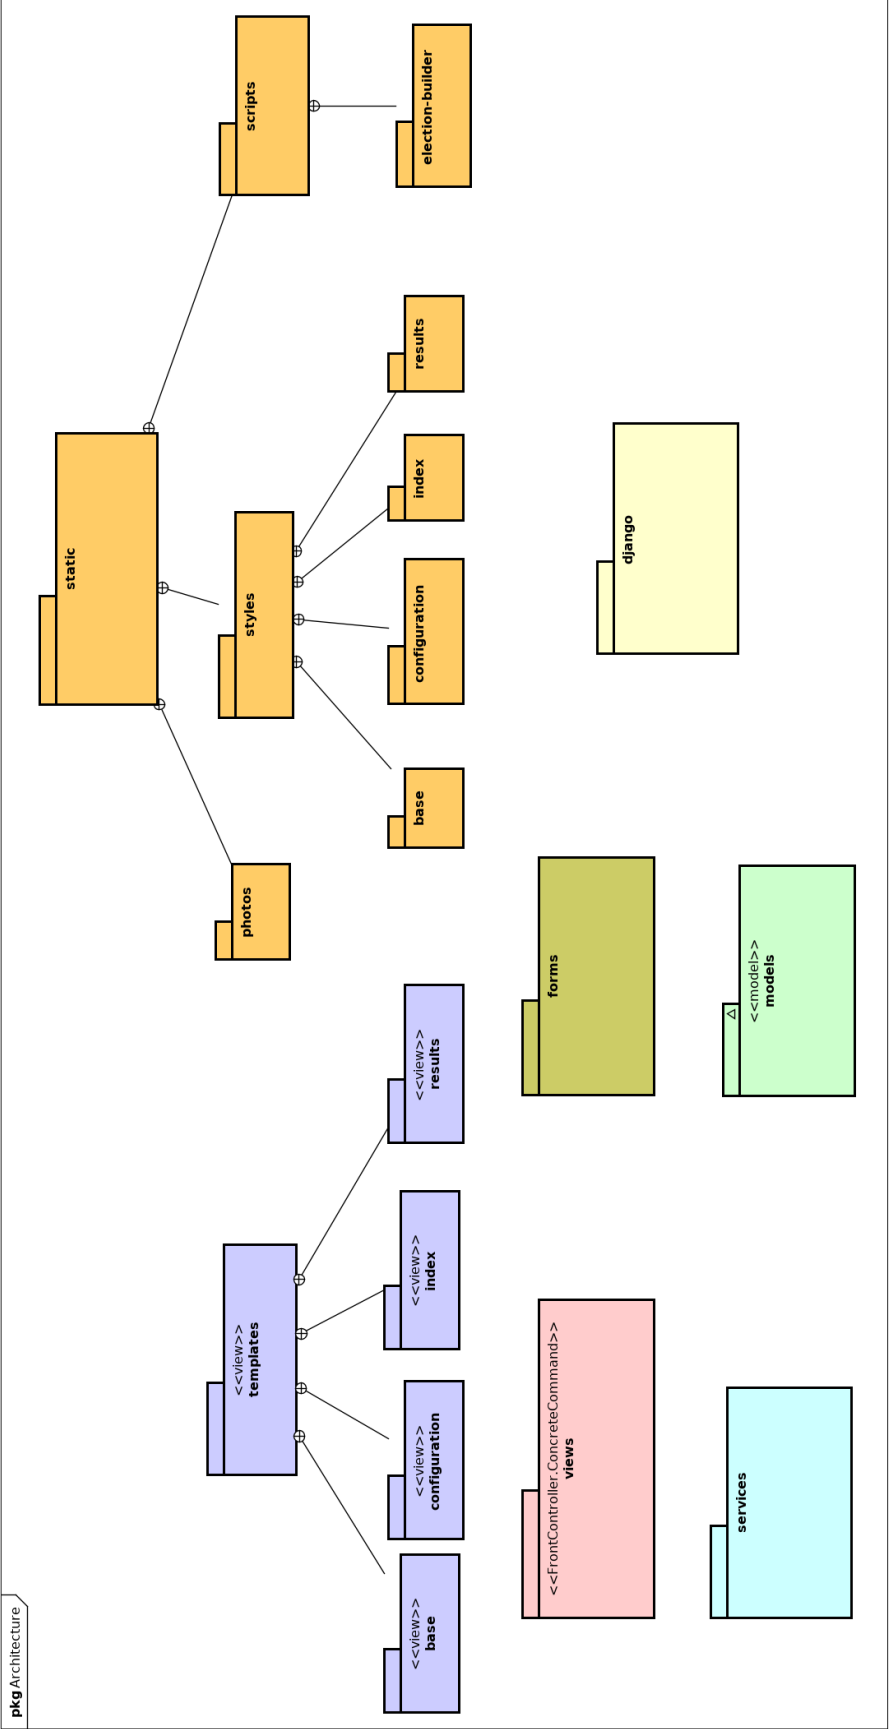 pkg Architecture
static
<<view>>
templates
photos
styles
scripts
<<view>>
base
<<view>>
configuration
<<view>>
index
<<view>>
results
base
configuration
index
results
election-builder
<<FrontController.ConcreteCommand>>
views
forms
django
services
<<model>>
models